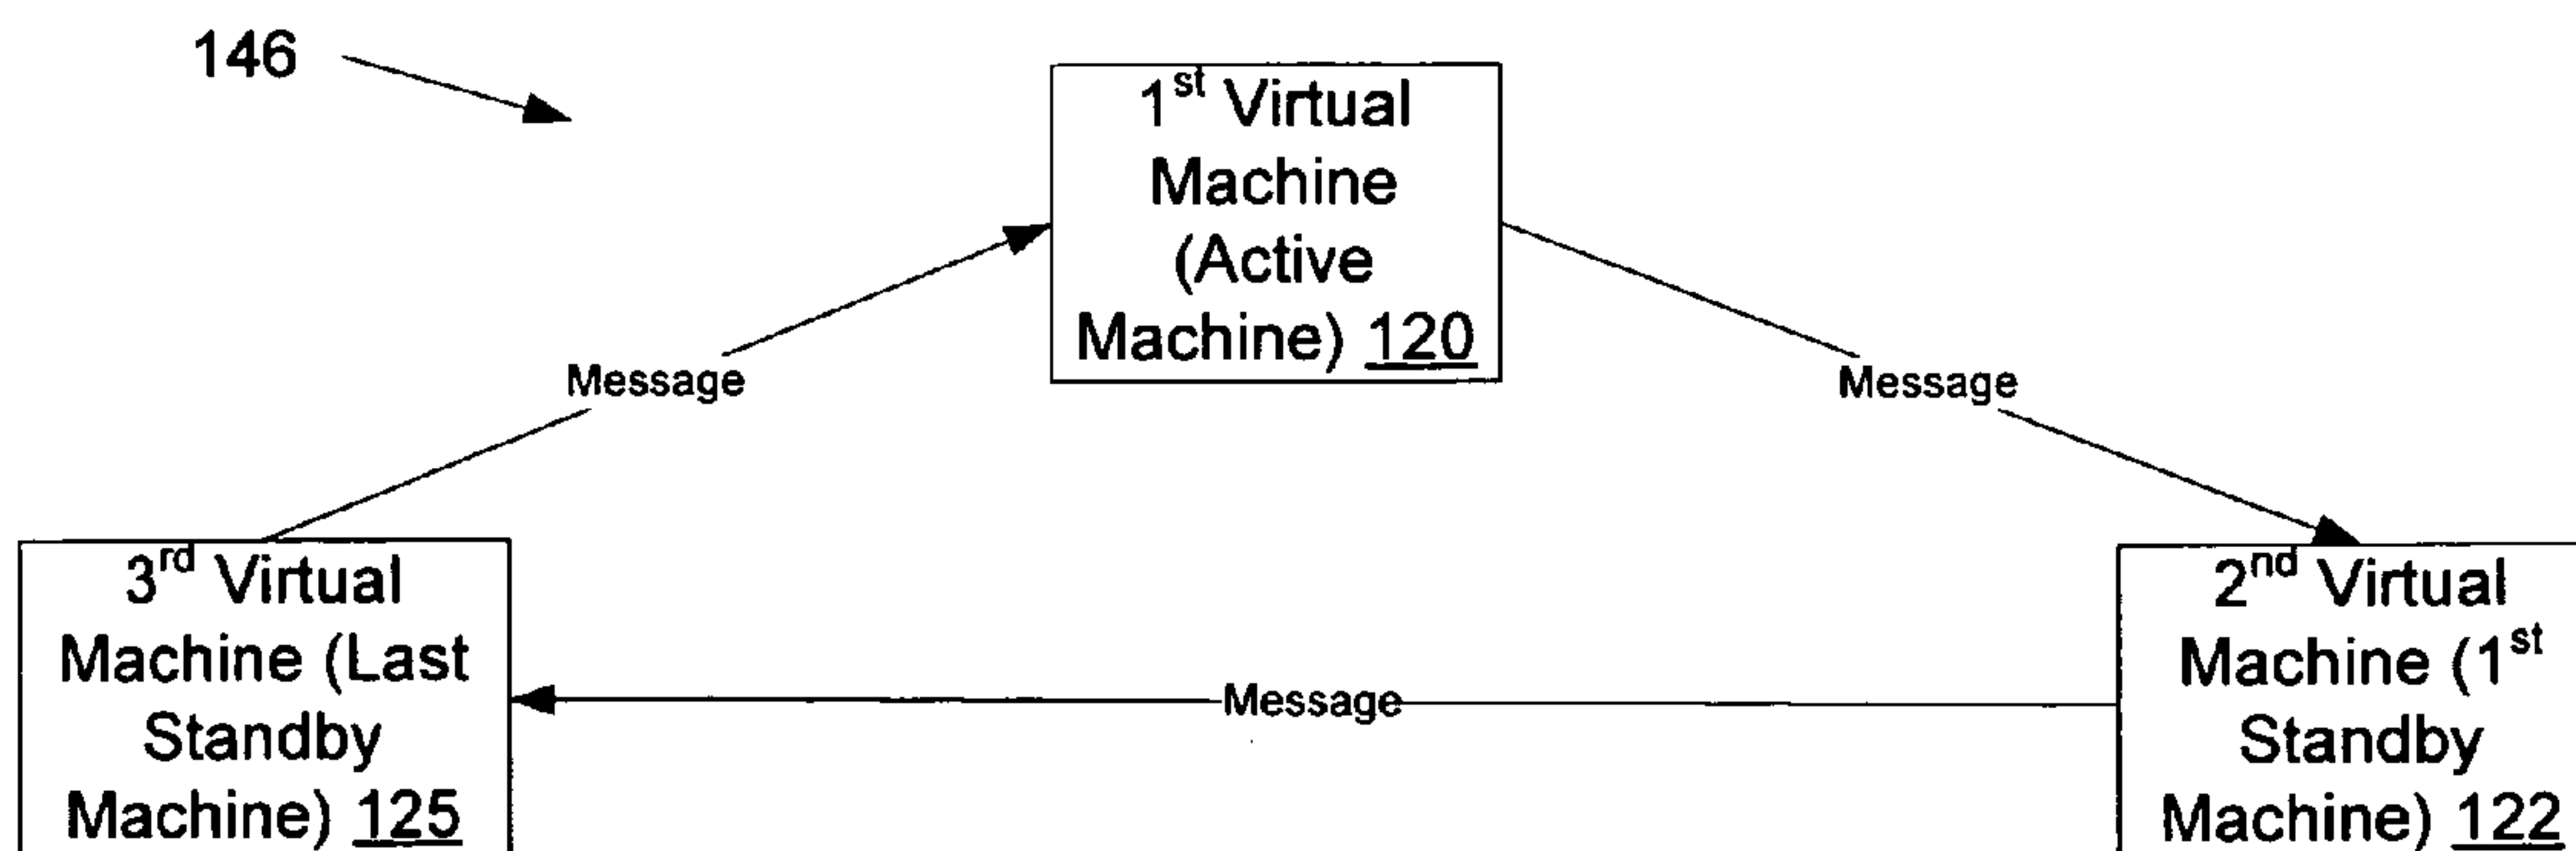 146
1st Virtual
Machine
(Active
Machine) 120
Message
Message
3rd Virtual
Machine (Last
Standby
Machine) 125
Message
2nd Virtual
Machine (1st
Standby
Machine) 122